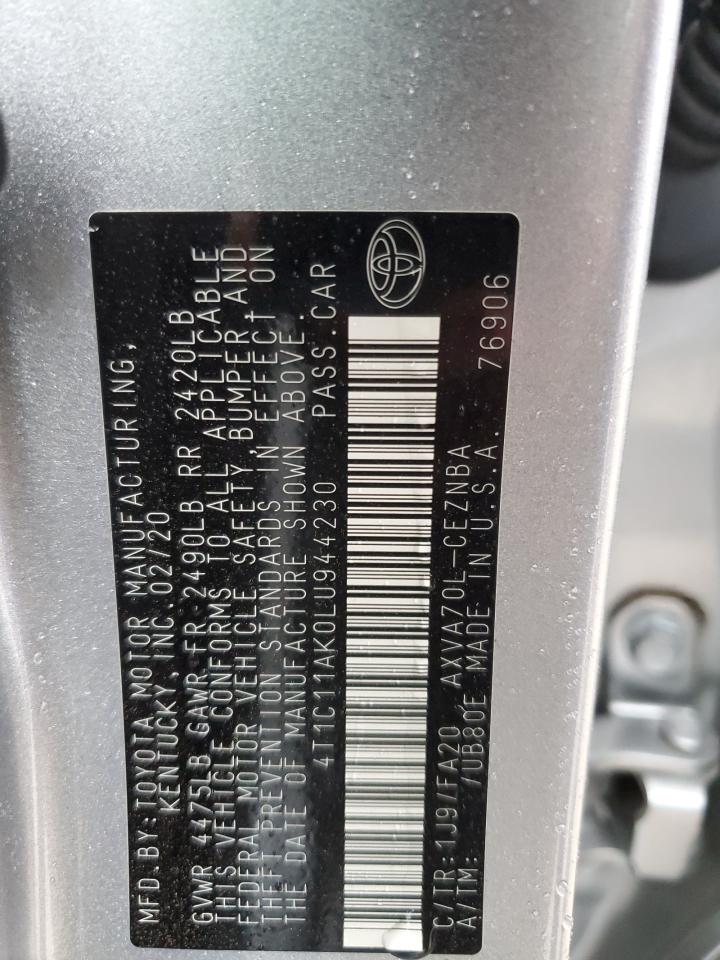 MFD. BY: TOYOTA MOTOR MANUFACTURING,
KENTUCKY, INC. 02/20
GVWR 4475LB GAWR FR 2490LB RR 2420LB
THIS VEHICLE CONFORMS TO ALL APPLICABLE
FEDERAL MOTOR VEHICLE SAFETY, BUMPER AND
THEFT PREVENTION STANDARDS IN EFFECT ON
THE DATE OF MANUFACTURE SHOWN ABOVE.
4T1C11AK0LU944230 PASS. CAR
C/TR: 1J9/FA20 AXVA70L-CEZNBA
A/TM: /UB80E MADE IN U.S.A. 76906